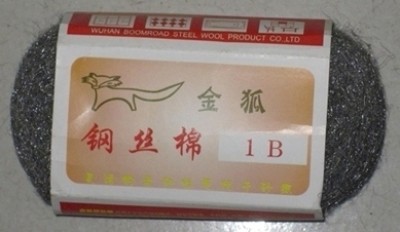 WUHAN BOOMROAD STEEL WOOL PRODUCT CO.,LTD
金狐
钢丝棉 1B